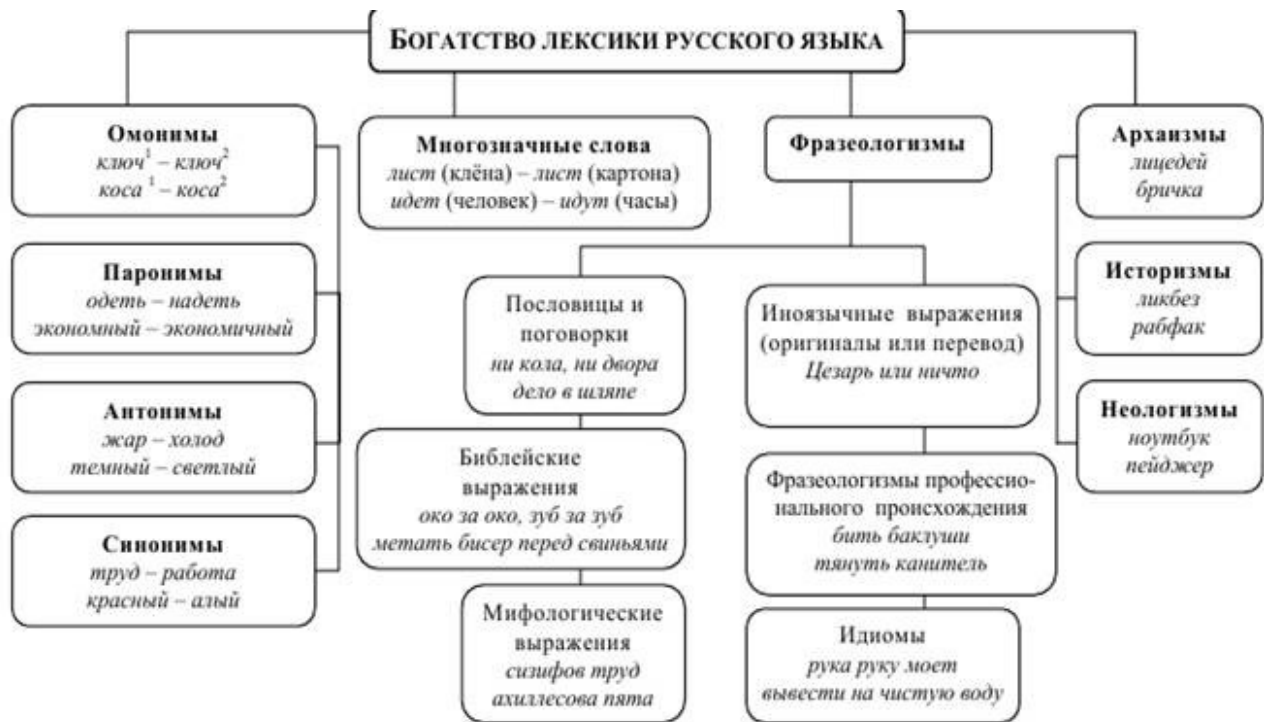 БОГАТСТВО ЛЕКСИКИ РУССКОГО ЯЗЫКА
Омонимы
ключ¹ – ключ²
коса ¹ – коса²
Паронимы
одеть – надеть
экономный – экономичный
Антонимы
жар – холод
темный – светлый
Синонимы
труд – работа
красный – алый
Многозначные слова
лист (клёна) – лист (картона)
идет (человек) – идут (часы)
Фразеологизмы
Пословицы и
поговорки
ни кола, ни двора
дело в шляпе
Библейские
выражения
око за око, зуб за зуб
метать бисер перед свиньями
Мифологические
выражения
сизифов труд
ахиллесова пята
Иноязычные выражения
(оригиналы или перевод)
Цезарь или ничто
Фразеологизмы профессио-
нального происхождения
бить баклуши
тянуть канитель
Идиомы
рука руку моет
вывести на чистую воду
Архаизмы
лицедей
бричка
Историзмы
ликбез
рабфак
Неологизмы
ноутбук
пейджер